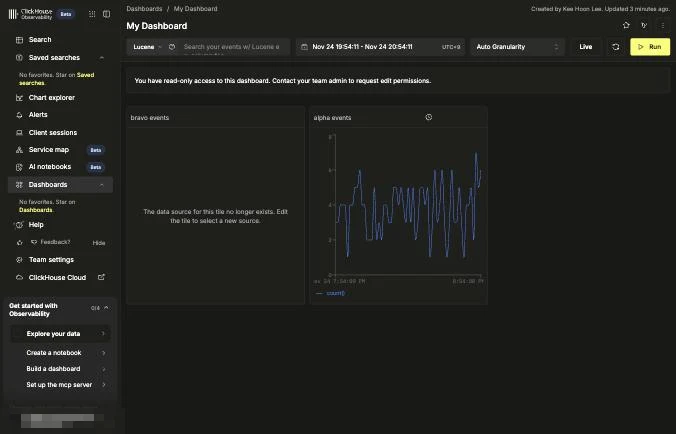 ClickHouse
Observability
Beta
Search
Saved searches
No favorites. Star on Saved
searches.
Chart explorer
Alerts
Client sessions
Service map
Beta
AI notebooks
Beta
Dashboards
No favorites. Star on
Dashboards.
Help
Feedback?
Hide
Team settings
ClickHouse Cloud
Get started with
Observability
0/4
Explore your data
Create a notebook
Build a dashboard
Set up the mcp server
Dashboards / My Dashboard
Created by Kee Hoon Lee. Updated 3 minutes ago.
My Dashboard
Lucene
Search your events w/ Lucene e
Nov 24 19:54:11 - Nov 24 20:54:11
UTC+9
Auto Granularity
Live
Run
You have read-only access to this dashboard. Contact your team admin to request edit permissions.
bravo events
The data source for this tile no longer exists. Edit
the tile to select a new source.
alpha events
8
6
4
2
0
ov 24 7:54:00 PM
8:54:00 PM
count()